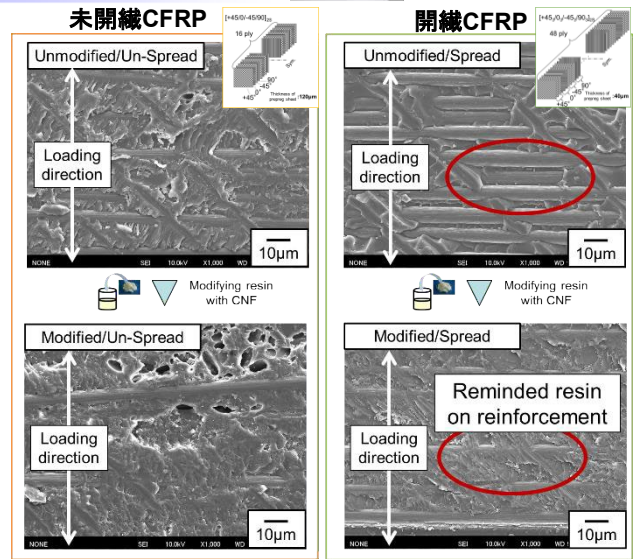 未開繊CFRP
[+45/0/-45/90]2S
16 ply
Sym.
90°
-45°
0°
+45°
Thickness of
prepreg sheet :120μm
Unmodified/Un-Spread
Loading
direction
10μm
NONE SEI 10.0kV X1,000 WD
Modifying resin
with CNF
Modified/Un-Spread
Loading
direction
10μm
NONE SEI 10.0kV X1,000 WD
開繊CFRP
48 ply
Sym.
90°
-45°
0°
+45°
Thickness of
prepreg sheet :40μm
Unmodified/Spread
Loading
direction
10μm
NONE SEI 10.0kV X1,000 WD
Modifying resin
with CNF
Modified/Spread
Reminded resin
on reinforcement
Loading
direction
10μm
NONE SEI 10.0kV X1,000 WD